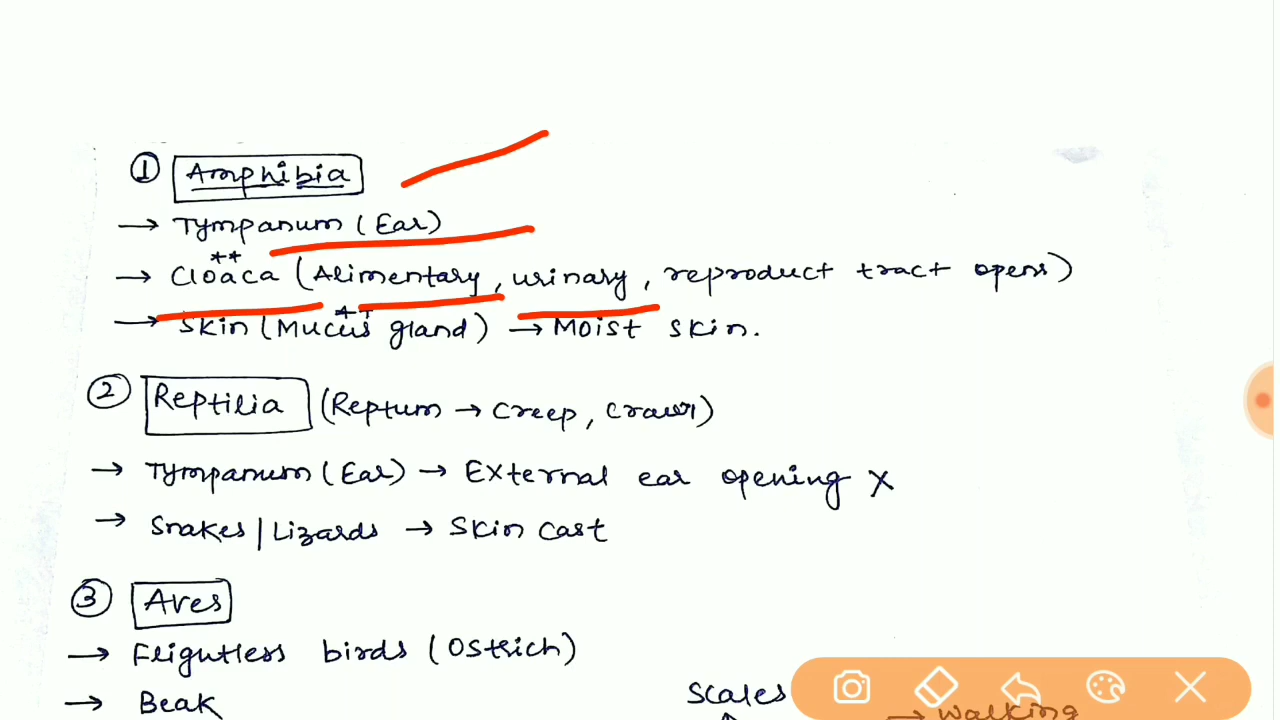 ① Amphibia
→ Tympanum (Ear)
→ Cloaca** (Alimentary, urinary, reproduct tract opens)
→ Skin (Mucus gland) → Moist skin.
② Reptilia (Reptum → creep, crawl)
→ Tympanum (Ear) → External ear opening X
→ Snakes/Lizards → Skin cast
③ Aves
→ Flightless birds (Ostrich)
→ Beak
Scales
→ Walking